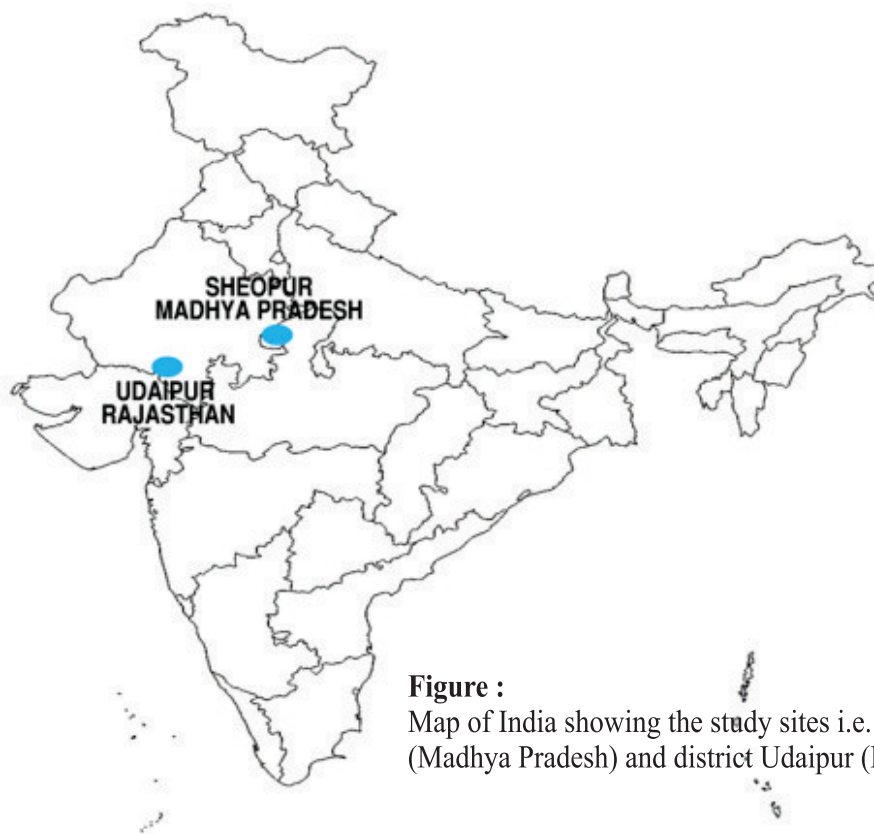 SHEOPUR
MADHYA PRADESH
UDAIPUR
RAJASTHAN
Figure :
Map of India showing the study sites i.e.
(Madhya Pradesh) and district Udaipur (